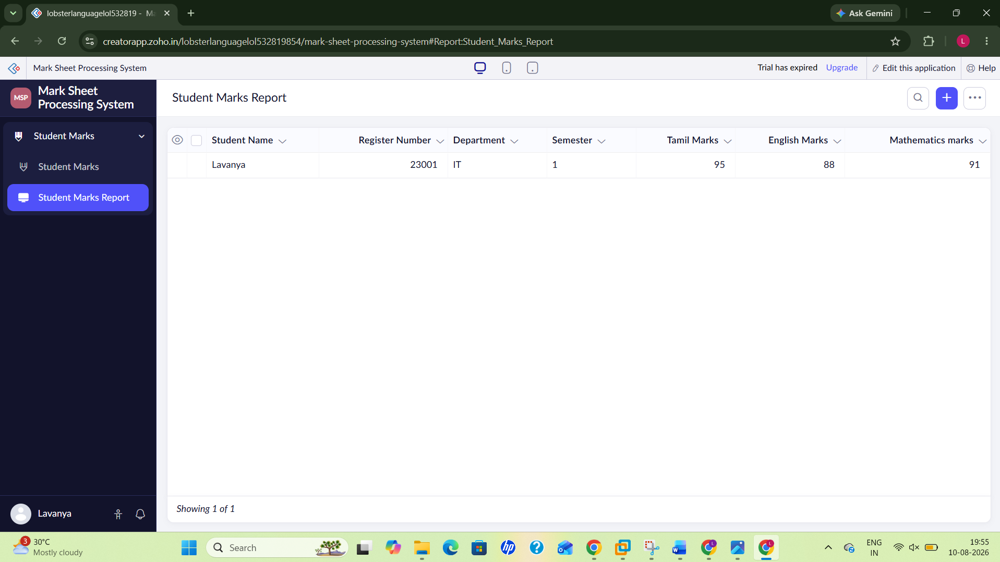 lobsterlanguagelol532819 - Ma
Ask Gemini
creatorapp.zoho.in/lobsterlanguagelol532819854/mark-sheet-processing-system#Report:Student_Marks_Report
L
Mark Sheet Processing System
Trial has expired Upgrade
Edit this application
Help
MSP
Mark Sheet
Processing System
Student Marks
Student Marks
Student Marks Report
Student Marks Report
Student Name Register Number Department Semester Tamil Marks English Marks Mathematics marks
Lavanya 23001 IT 1 95 88 91
Showing 1 of 1
Lavanya
3
30°C
Mostly cloudy
Search
hp
ENG
IN
19:55
10-08-2026